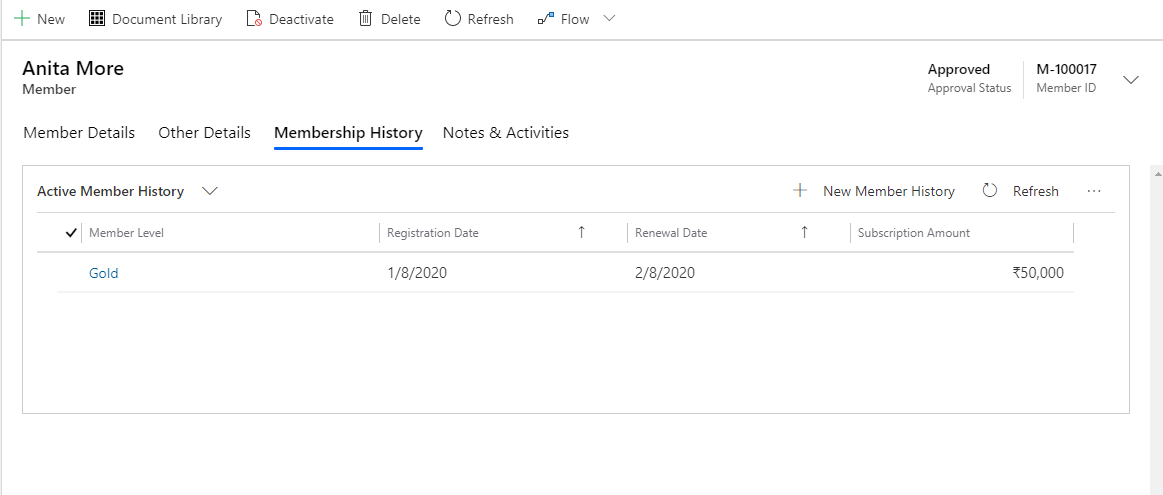 New Document Library Deactivate Delete Refresh Flow
Anita More
Member
Approved M-100017
Approval Status Member ID
Member Details Other Details Membership History Notes & Activities
Active Member History New Member History Refresh ...
Member Level Registration Date ↑ Renewal Date ↑ Subscription Amount
Gold 1/8/2020 2/8/2020 ₹50,000